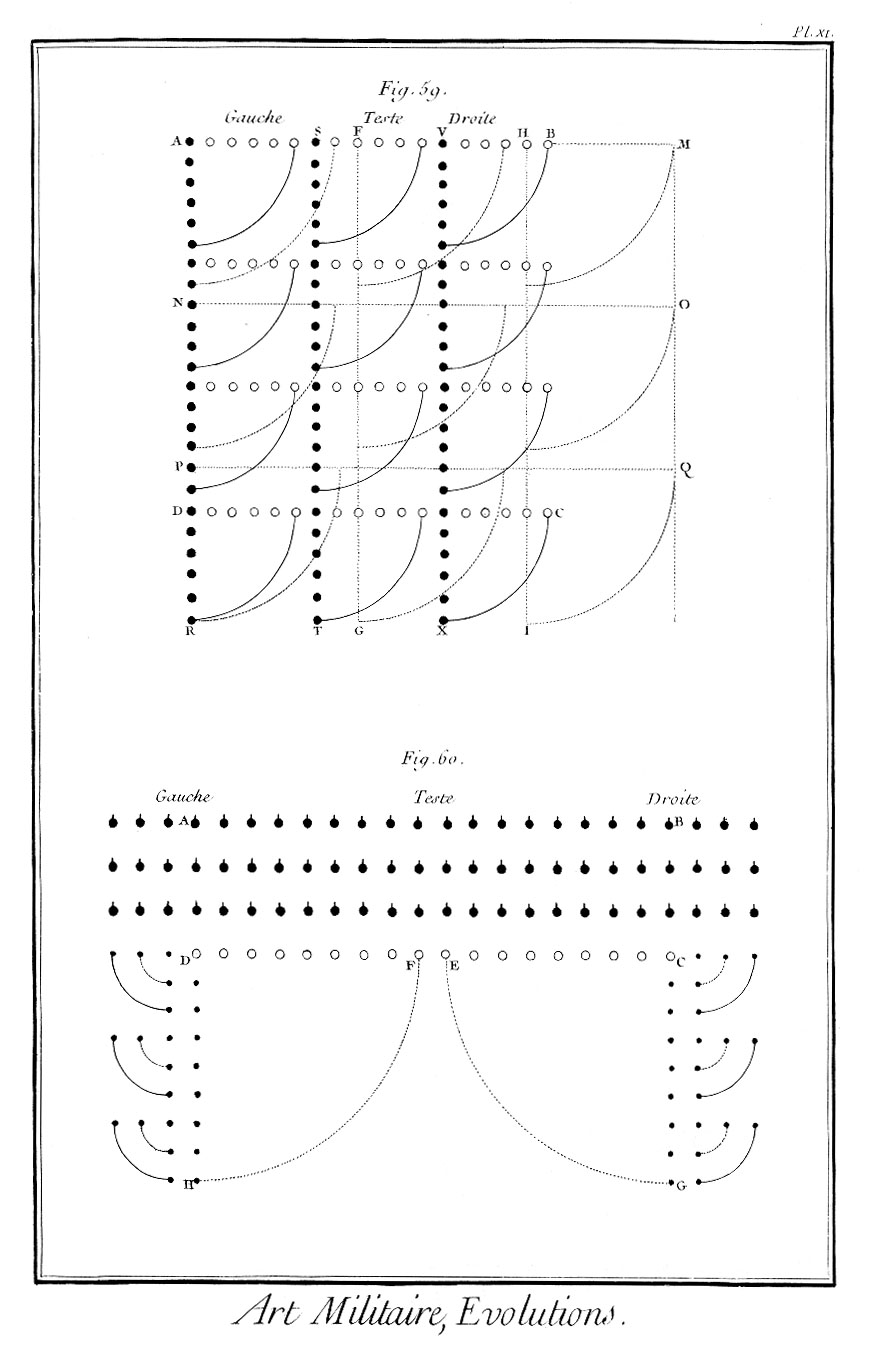 Pl. XI.
Fig. 59.
Gauche Teste Droite
A S F V H B M
N O
P Q
D C
R T G X I
Fig. 60.
Gauche Teste Droite
A B
D F E C
H G
Art Militaire, Evolutions.